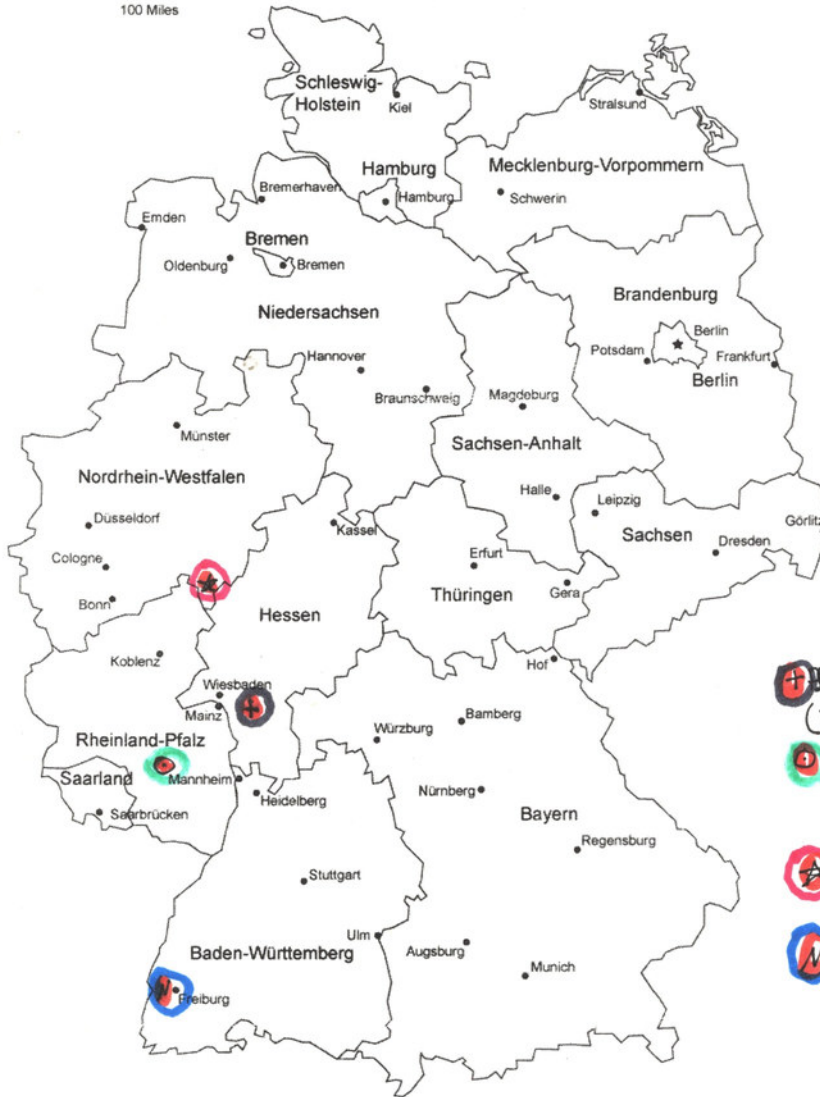 100 Miles
Schleswig-
Holstein
Kiel
Stralsund
Hamburg
Mecklenburg-Vorpommern
Bremerhaven
Hamburg
Schwerin
Emden
Bremen
Oldenburg
Bremen
Brandenburg
Niedersachsen
Berlin
Hannover
Potsdam
Frankfurt
Berlin
Braunschweig
Magdeburg
Münster
Sachsen-Anhalt
Nordrhein-Westfalen
Halle
Leipzig
Düsseldorf
Kassel
Görlitz
Sachsen
Cologne
Erfurt
Dresden
Thüringen
Gera
Bonn
Hessen
Koblenz
Hof
Wiesbaden
Mainz
Bamberg
Würzburg
Rheinland-Pfalz
Saarland
Mannheim
Heidelberg
Nürnberg
Saarbrücken
Bayern
Regensburg
Stuttgart
Ulm
Augsburg
Baden-Württemberg
Munich
Freiburg